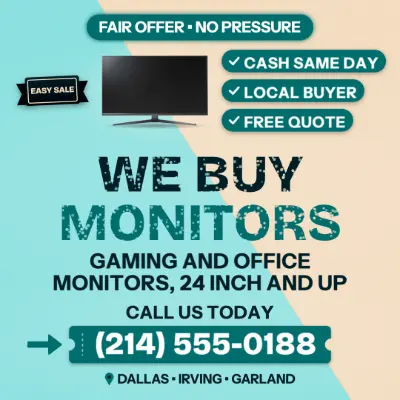 FAIR OFFER • NO PRESSURE
EASY SALE
CASH SAME DAY
LOCAL BUYER
FREE QUOTE
WE BUY
MONITORS
GAMING AND OFFICE
MONITORS, 24 INCH AND UP
CALL US TODAY
(214) 555-0188
DALLAS • IRVING • GARLAND